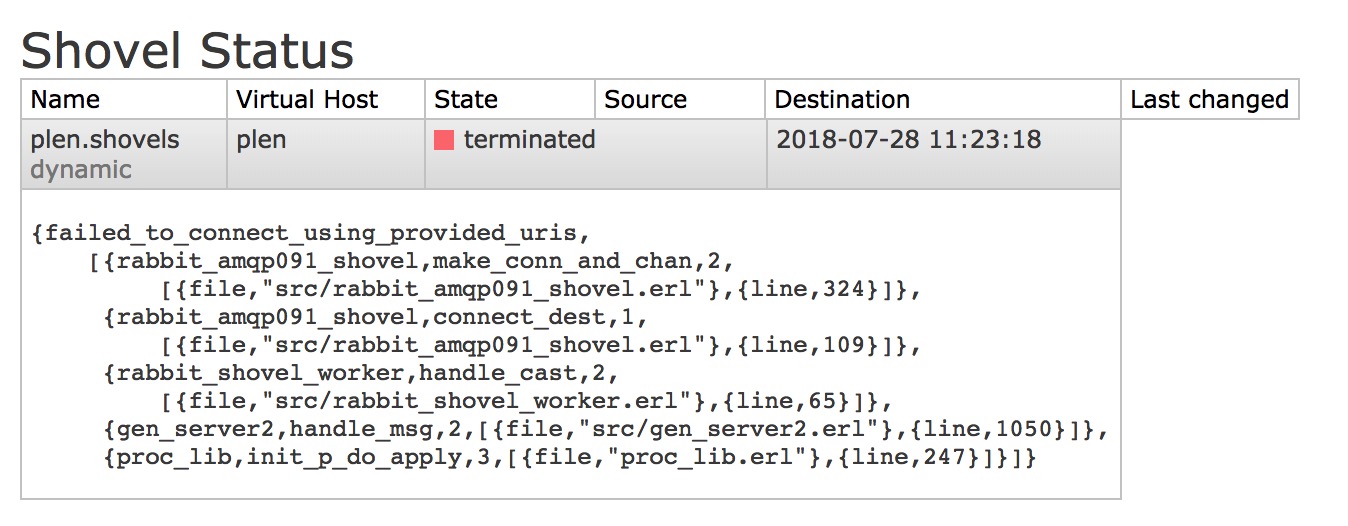 Shovel Status
Name Virtual Host State Source Destination Last changed
plen.shovels plen terminated 2018-07-28 11:23:18
dynamic
{failed_to_connect_using_provided_uris,
    [{rabbit_amqp091_shovel,make_conn_and_chan,2,
         [{file,"src/rabbit_amqp091_shovel.erl"},{line,324}]},
     {rabbit_amqp091_shovel,connect_dest,1,
         [{file,"src/rabbit_amqp091_shovel.erl"},{line,109}]},
     {rabbit_shovel_worker,handle_cast,2,
         [{file,"src/rabbit_shovel_worker.erl"},{line,65}]},
     {gen_server2,handle_msg,2,[{file,"src/gen_server2.erl"},{line,1050}]},
     {proc_lib,init_p_do_apply,3,[{file,"proc_lib.erl"},{line,247}]}]}